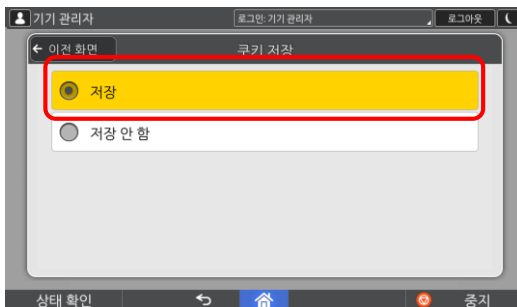 기기 관리자 로그인: 기기 관리자 로그아웃
이전 화면 쿠키 저장
저장
저장 안 함
상태 확인 중지